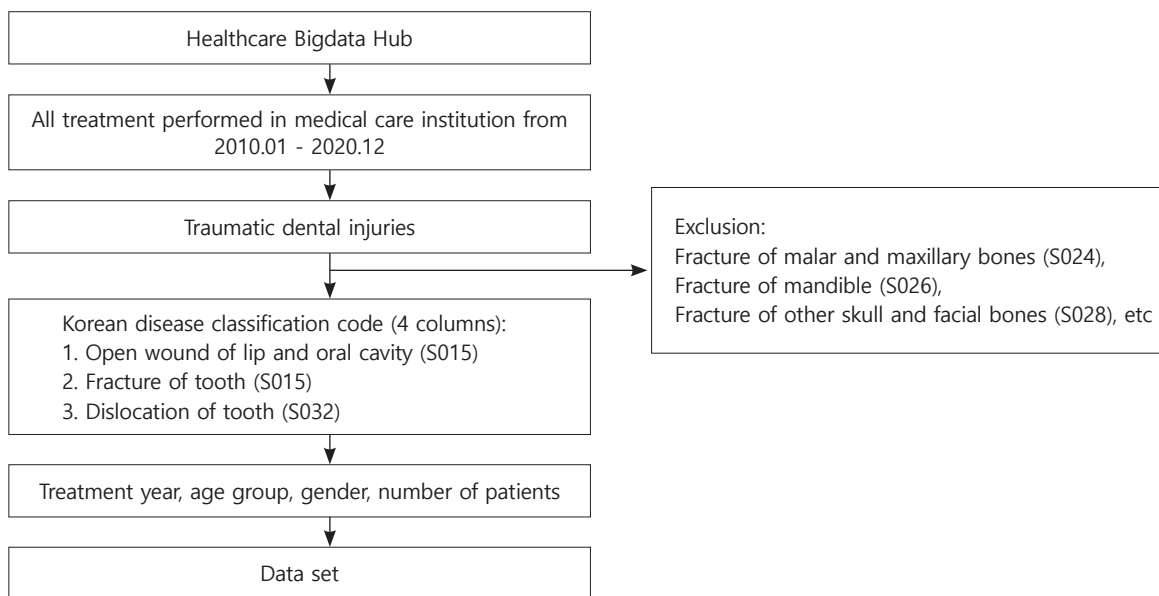 Healthcare Bigdata Hub
All treatment performed in medical care institution from
2010.01 - 2020.12
Traumatic dental injuries
Exclusion:
Fracture of malar and maxillary bones (S024),
Fracture of mandible (S026),
Fracture of other skull and facial bones (S028), etc
Korean disease classification code (4 columns):
1. Open wound of lip and oral cavity (S015)
2. Fracture of tooth (S015)
3. Dislocation of tooth (S032)
Treatment year, age group, gender, number of patients
Data set